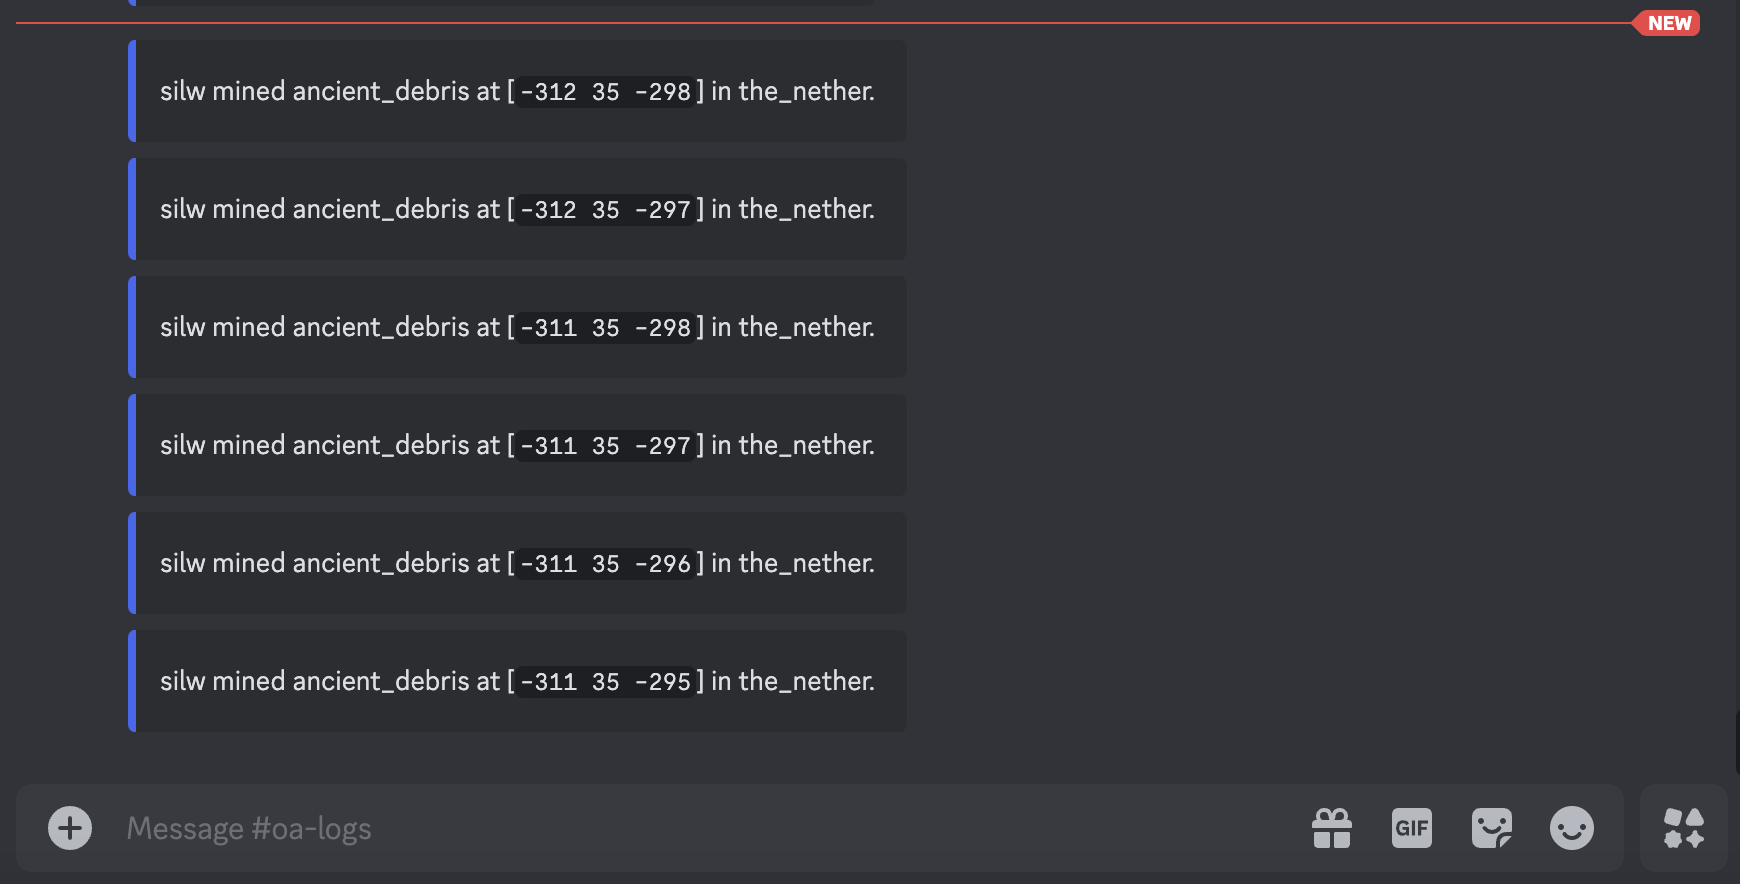 NEW
silw mined ancient_debris at [-312 35 -298] in the_nether.
silw mined ancient_debris at [-312 35 -297] in the_nether.
silw mined ancient_debris at [-311 35 -298] in the_nether.
silw mined ancient_debris at [-311 35 -297] in the_nether.
silw mined ancient_debris at [-311 35 -296] in the_nether.
silw mined ancient_debris at [-311 35 -295] in the_nether.
Message #oa-logs
GIF